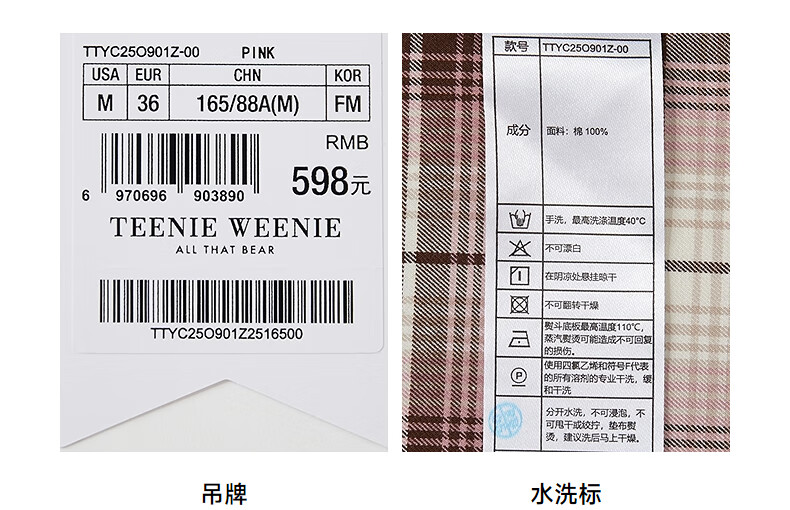 TTYC25O901Z-00 PINK
USA EUR CHN KOR
M 36 165/88A(M) FM
RMB
598元
6 970696 903890
TEENIE WEENIE
ALL THAT BEAR
TTYC25O901Z2516500
吊牌
款号 TTYC25O901Z-00
成分 面料：棉 100%
手洗，最高洗涤温度40°C
不可漂白
在阴凉处悬挂晾干
不可翻转干燥
熨斗底板最高温度110℃，
蒸汽熨烫可能造成不可回复
的损伤。
P
使用四氯乙烯和符号F代表
的所有溶剂的专业干洗，缓
和干洗
分开水洗，不可浸泡，不
可甩干或绞拧，垫布熨
烫，建议洗后马上干燥。
水洗标